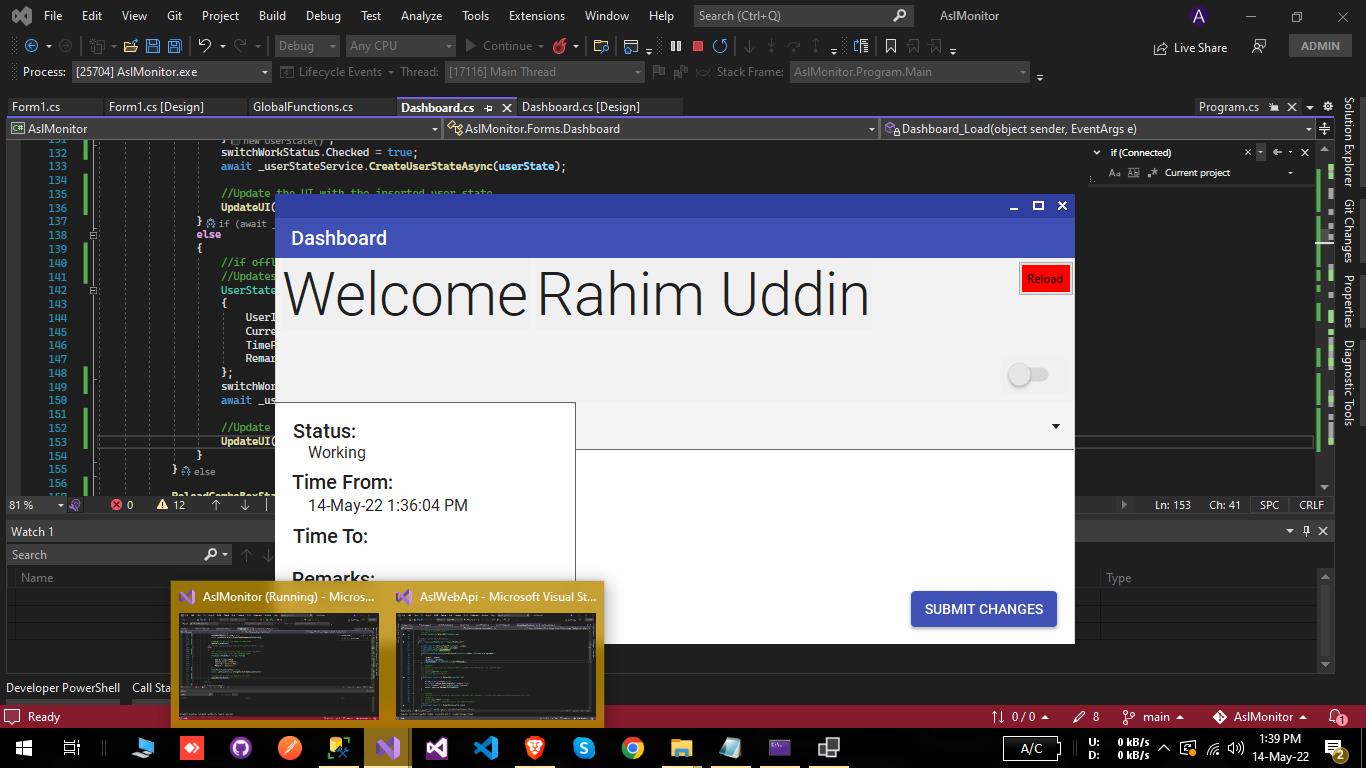 File Edit View Git Project Build Debug Test Analyze Tools Extensions Window Help Search (Ctrl+Q) AslMonitor A
Debug Any CPU Continue Live Share ADMIN
Process: [25704] AslMonitor.exe Lifecycle Events Thread: [17116] Main Thread Stack Frame: AslMonitor.Program.Main
Form1.cs Form1.cs [Design] GlobalFunctions.cs Dashboard.cs Dashboard.cs [Design] Program.cs
AslMonitor AslMonitor.Forms.Dashboard Dashboard_Load(object sender, EventArgs e)
131 } new UserState() ;
132 switchWorkStatus.Checked = true;
133 await _userStateService.CreateUserStateAsync(userState);
134
135 //Update the UI with the inserted user state
136 UpdateUI(
137 } if (await _
138 else
139 {
140 //if offl
141 //Updates
142 UserState
143 {
144 UserI
145 Curre
146 TimeF
147 Remar
148 };
149 switchWor
150 await _us
151
152 //Update
153 UpdateUI(
154 }
155 } else
156
157 ReloadComboBoxSta
if (Connected)
Aa Ab Current project
Solution Explorer
Git Changes
Properties
Diagnostic Tools
Dashboard
Welcome Rahim Uddin
Reload
Status:
Working
Time From:
14-May-22 1:36:04 PM
Time To:
Remarks:
SUBMIT CHANGES
81 % 0 12 Ln: 153 Ch: 41 SPC CRLF
Watch 1
Search
Name Type
AslMonitor (Running) - Micros... AslWebApi - Microsoft Visual St...
Developer PowerShell Call Sta
Ready 0 / 0 8 main AslMonitor 1
A/C U: 0 kB/s D: 0 kB/s 1:39 PM
14-May-22 2